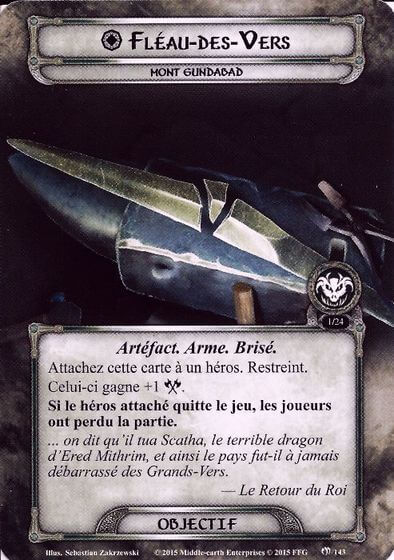 Fléau-des-Vers
MONT GUNDABAD
1/24
Artéfact. Arme. Brisé.
Attachez cette carte à un héros. Restreint.
Celui-ci gagne +1 .
Si le héros attaché quitte le jeu, les joueurs
ont perdu la partie.
... on dit qu'il tua Scatha, le terrible dragon
d'Ered Mithrim, et ainsi le pays fut-il à jamais
débarrassé des Grands-Vers.
— Le Retour du Roi
OBJECTIF
Illus. Sebastian Zakrzewski
©2015 Middle-earth Enterprises ©2015 FFG
143